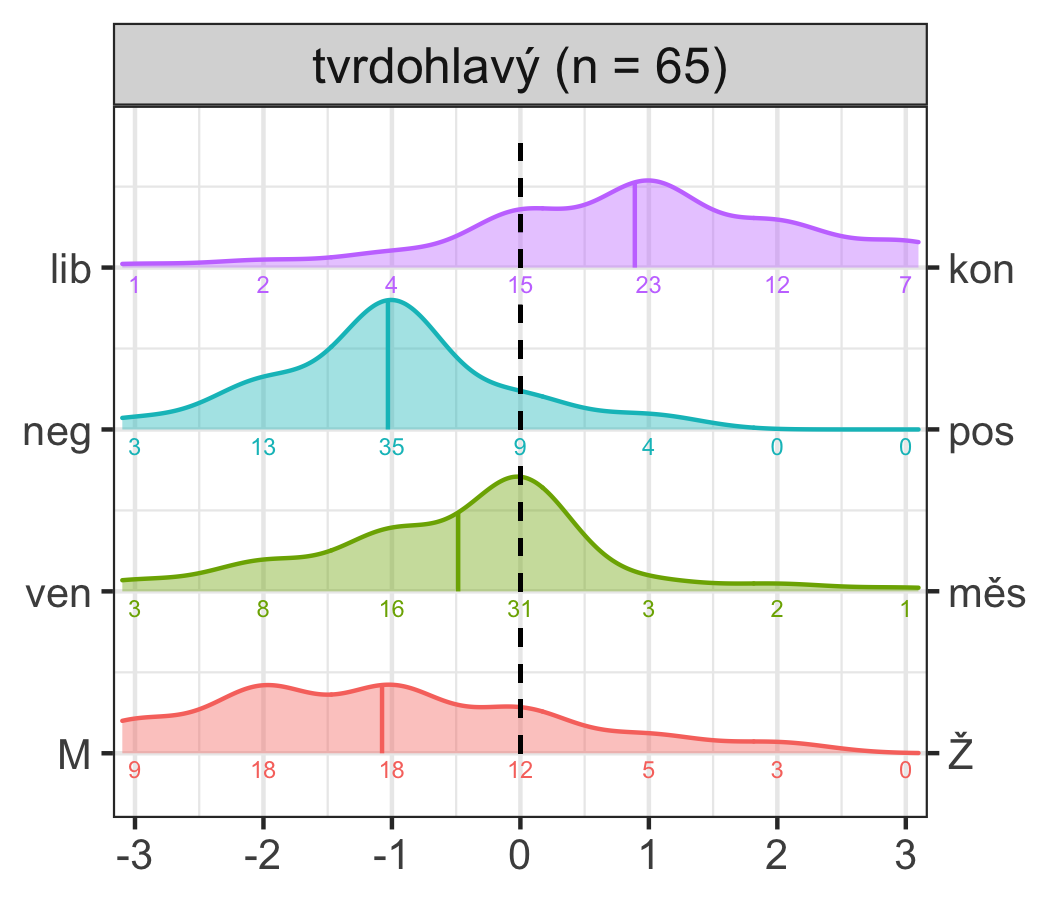 tvrdohlavý (n = 65)
lib kon
1 2 4 15 23 12 7
neg pos
3 13 35 9 4 0 0
ven měs
3 8 16 31 3 2 1
M Ž
9 18 18 12 5 3 0
-3 -2 -1 0 1 2 3